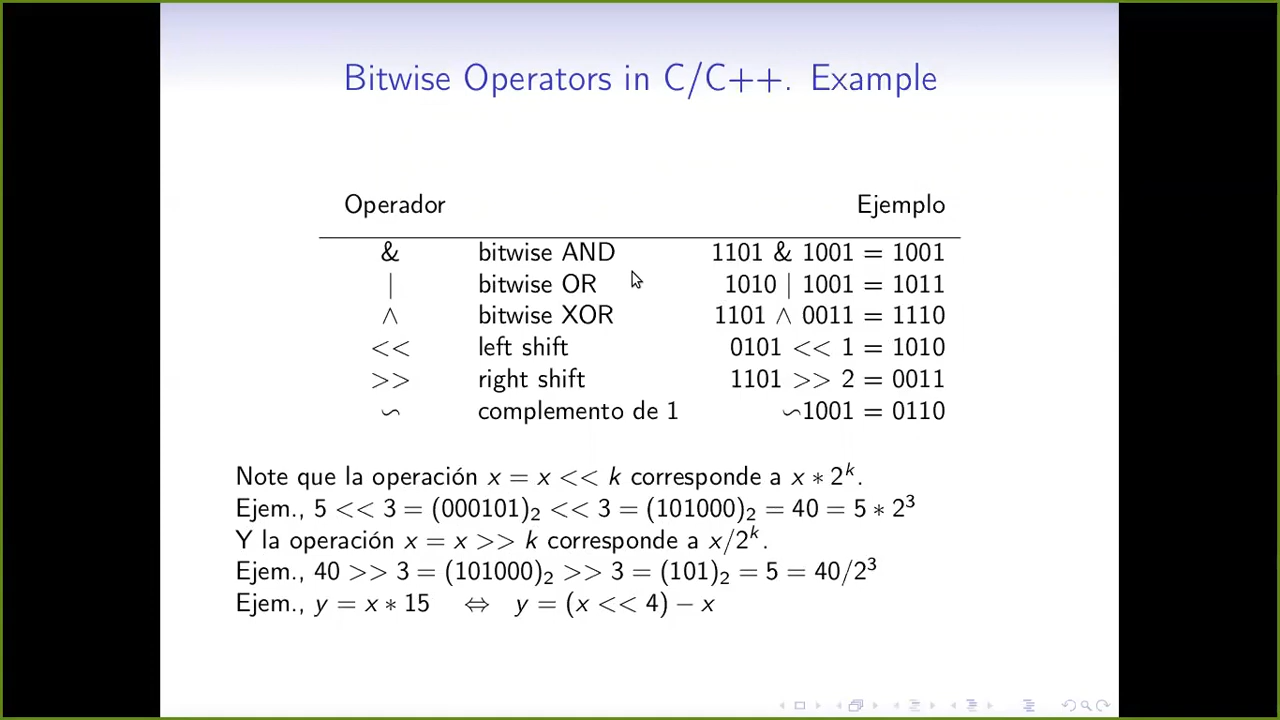 Bitwise Operators in C/C++. Example
Operador Ejemplo
& bitwise AND 1101 & 1001 = 1001
| bitwise OR 1010 | 1001 = 1011
∧ bitwise XOR 1101 ∧ 0011 = 1110
<< left shift 0101 << 1 = 1010
>> right shift 1101 >> 2 = 0011
∽ complemento de 1 ∽1001 = 0110
Note que la operación x = x << k corresponde a x ∗ 2^k.
Ejem., 5 << 3 = (000101)₂ << 3 = (101000)₂ = 40 = 5 ∗ 2³
Y la operación x = x >> k corresponde a x/2^k.
Ejem., 40 >> 3 = (101000)₂ >> 3 = (101)₂ = 5 = 40/2³
Ejem., y = x ∗ 15 ⇔ y = (x << 4) − x